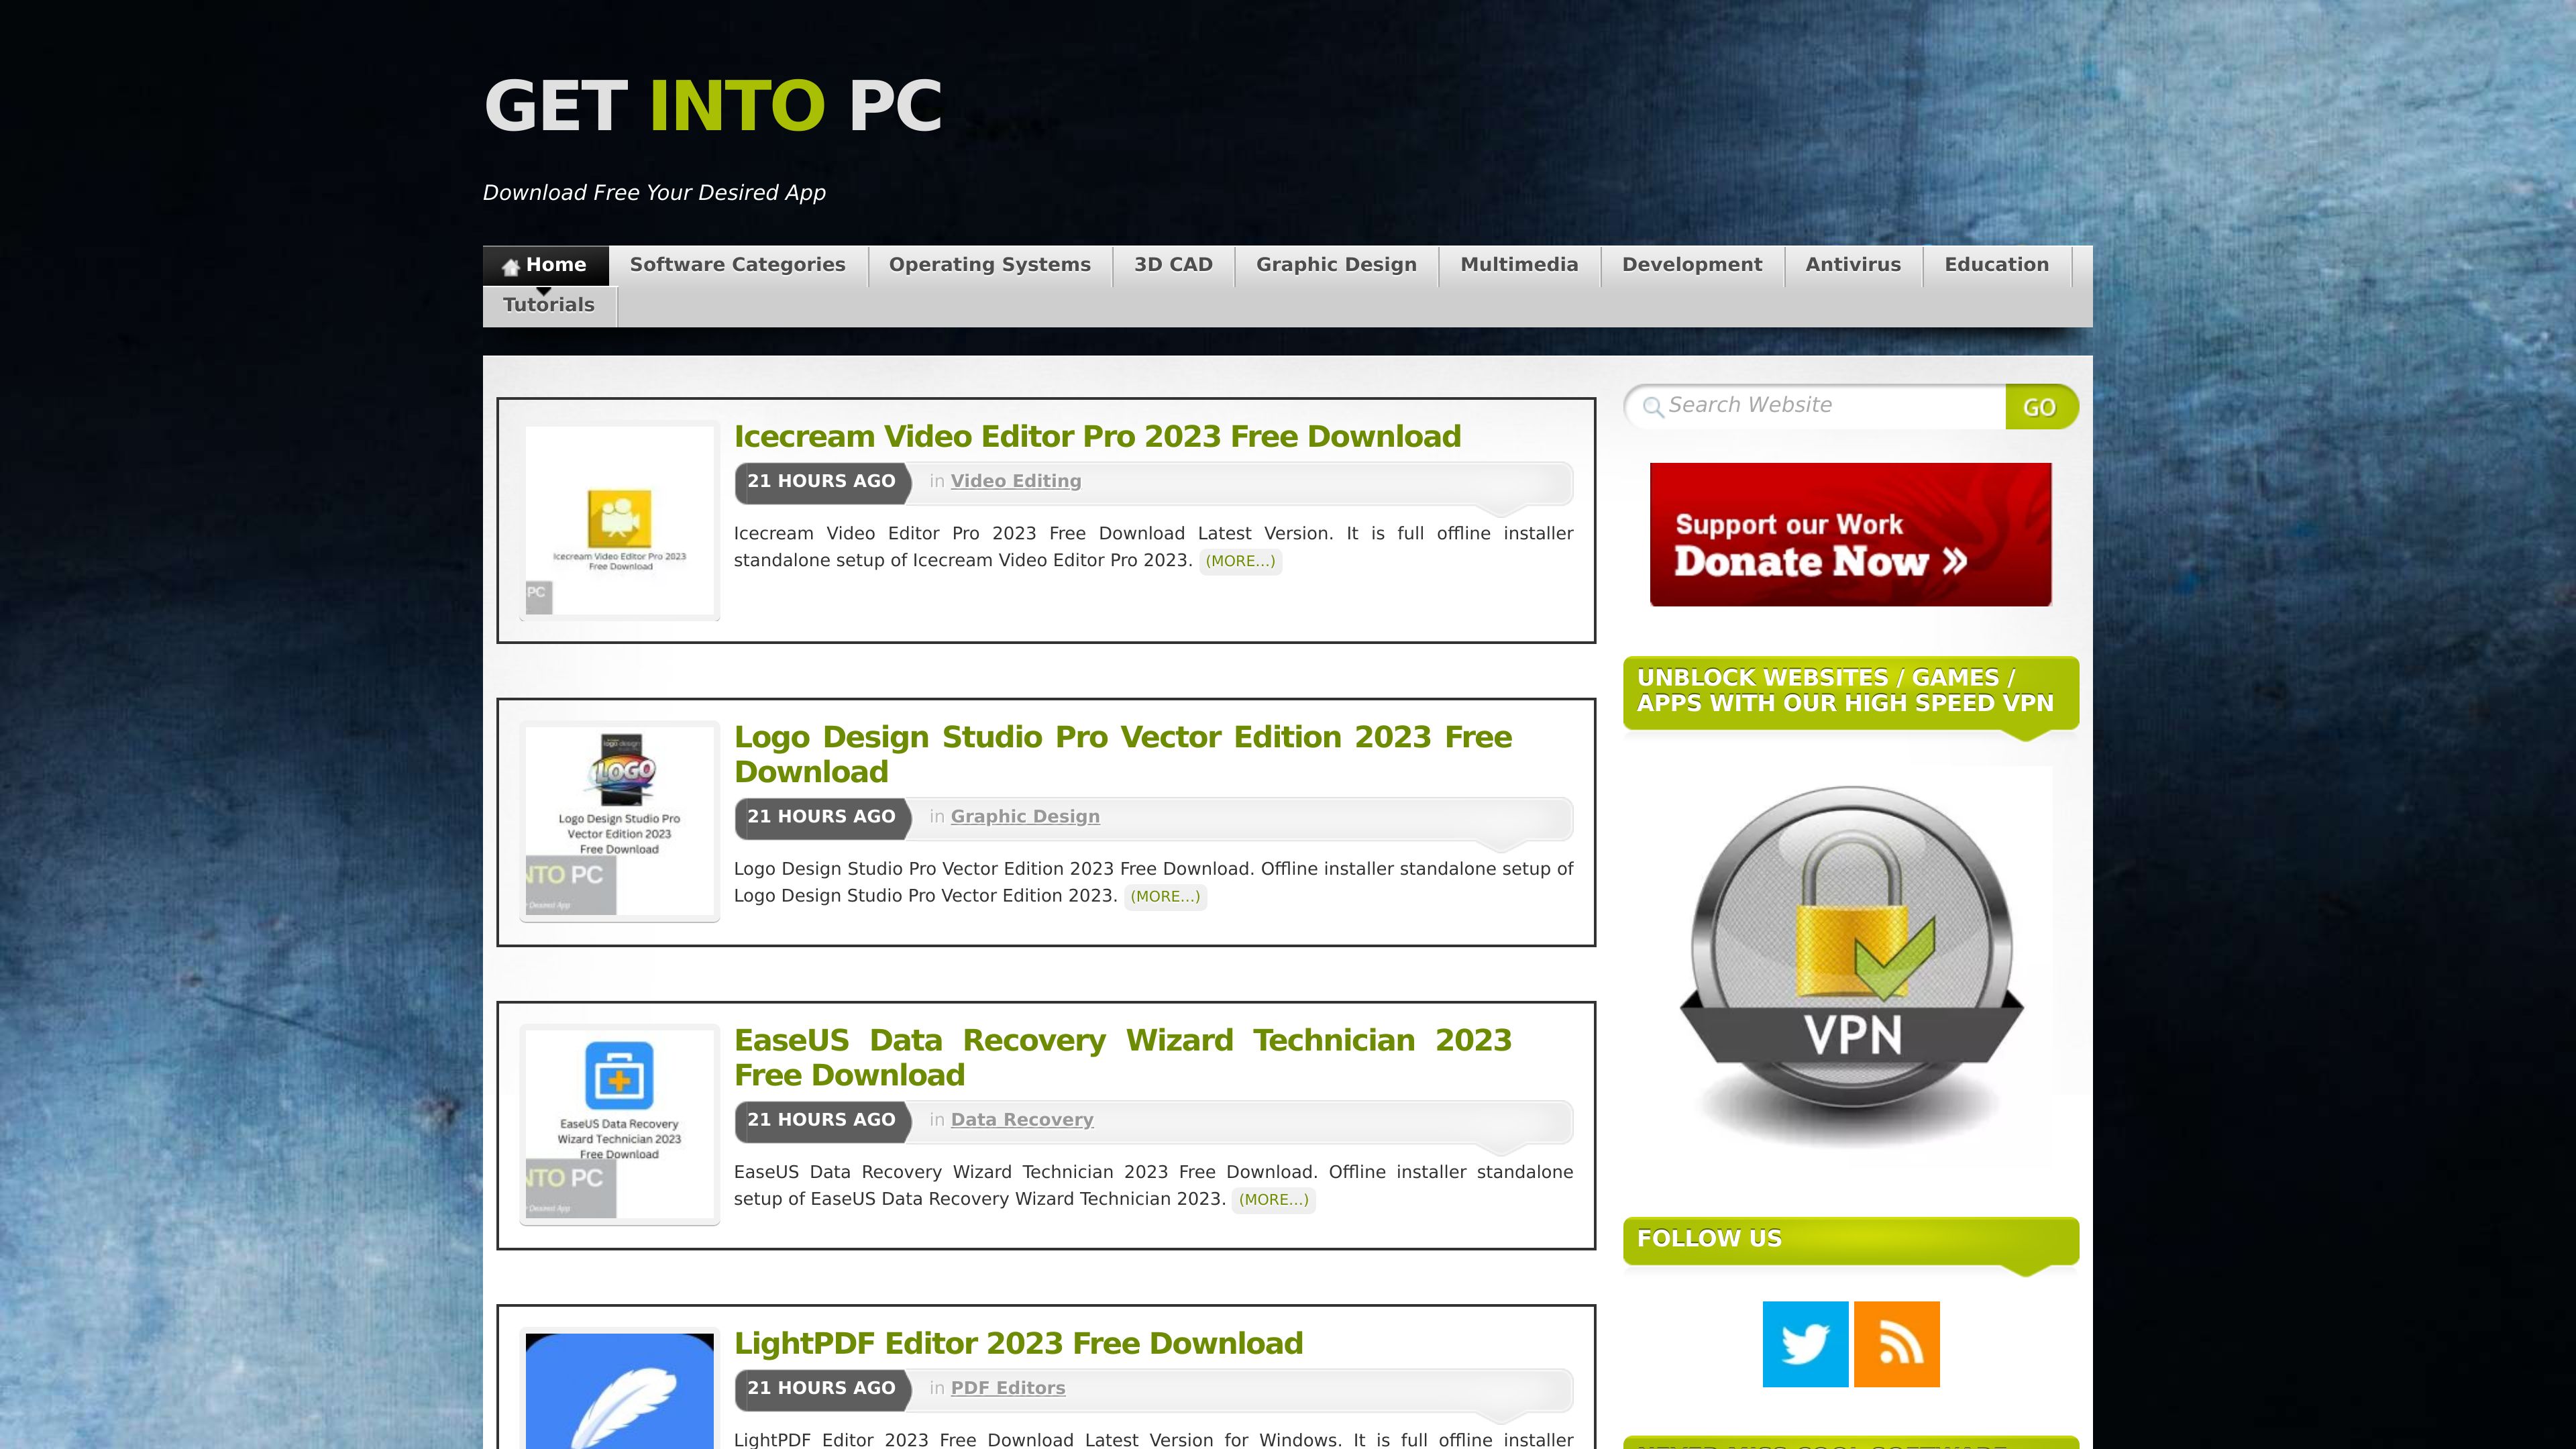 GET INTO PC
Download Free Your Desired App
Home
Software Categories
Operating Systems
3D CAD
Graphic Design
Multimedia
Development
Antivirus
Education
Tutorials
Icecream Video Editor Pro 2023
Free Download
PC
Icecream Video Editor Pro 2023 Free Download
21 HOURS AGO
in Video Editing
Icecream Video Editor Pro 2023 Free Download Latest Version. It is full offline installer
standalone setup of Icecream Video Editor Pro 2023. (MORE...)
LOGO
Logo Design Studio Pro
Vector Edition 2023
Free Download
NTO PC
Desired App
Logo Design Studio Pro Vector Edition 2023 Free
Download
21 HOURS AGO
in Graphic Design
Logo Design Studio Pro Vector Edition 2023 Free Download. Offline installer standalone setup of
Logo Design Studio Pro Vector Edition 2023. (MORE...)
EaseUS Data Recovery
Wizard Technician 2023
Free Download
NTO PC
Desired App
EaseUS Data Recovery Wizard Technician 2023
Free Download
21 HOURS AGO
in Data Recovery
EaseUS Data Recovery Wizard Technician 2023 Free Download. Offline installer standalone
setup of EaseUS Data Recovery Wizard Technician 2023. (MORE...)
LightPDF Editor 2023 Free Download
21 HOURS AGO
in PDF Editors
LightPDF Editor 2023 Free Download Latest Version for Windows. It is full offline installer
Search Website
GO
Support our Work
Donate Now »
UNBLOCK WEBSITES / GAMES /
APPS WITH OUR HIGH SPEED VPN
VPN
FOLLOW US